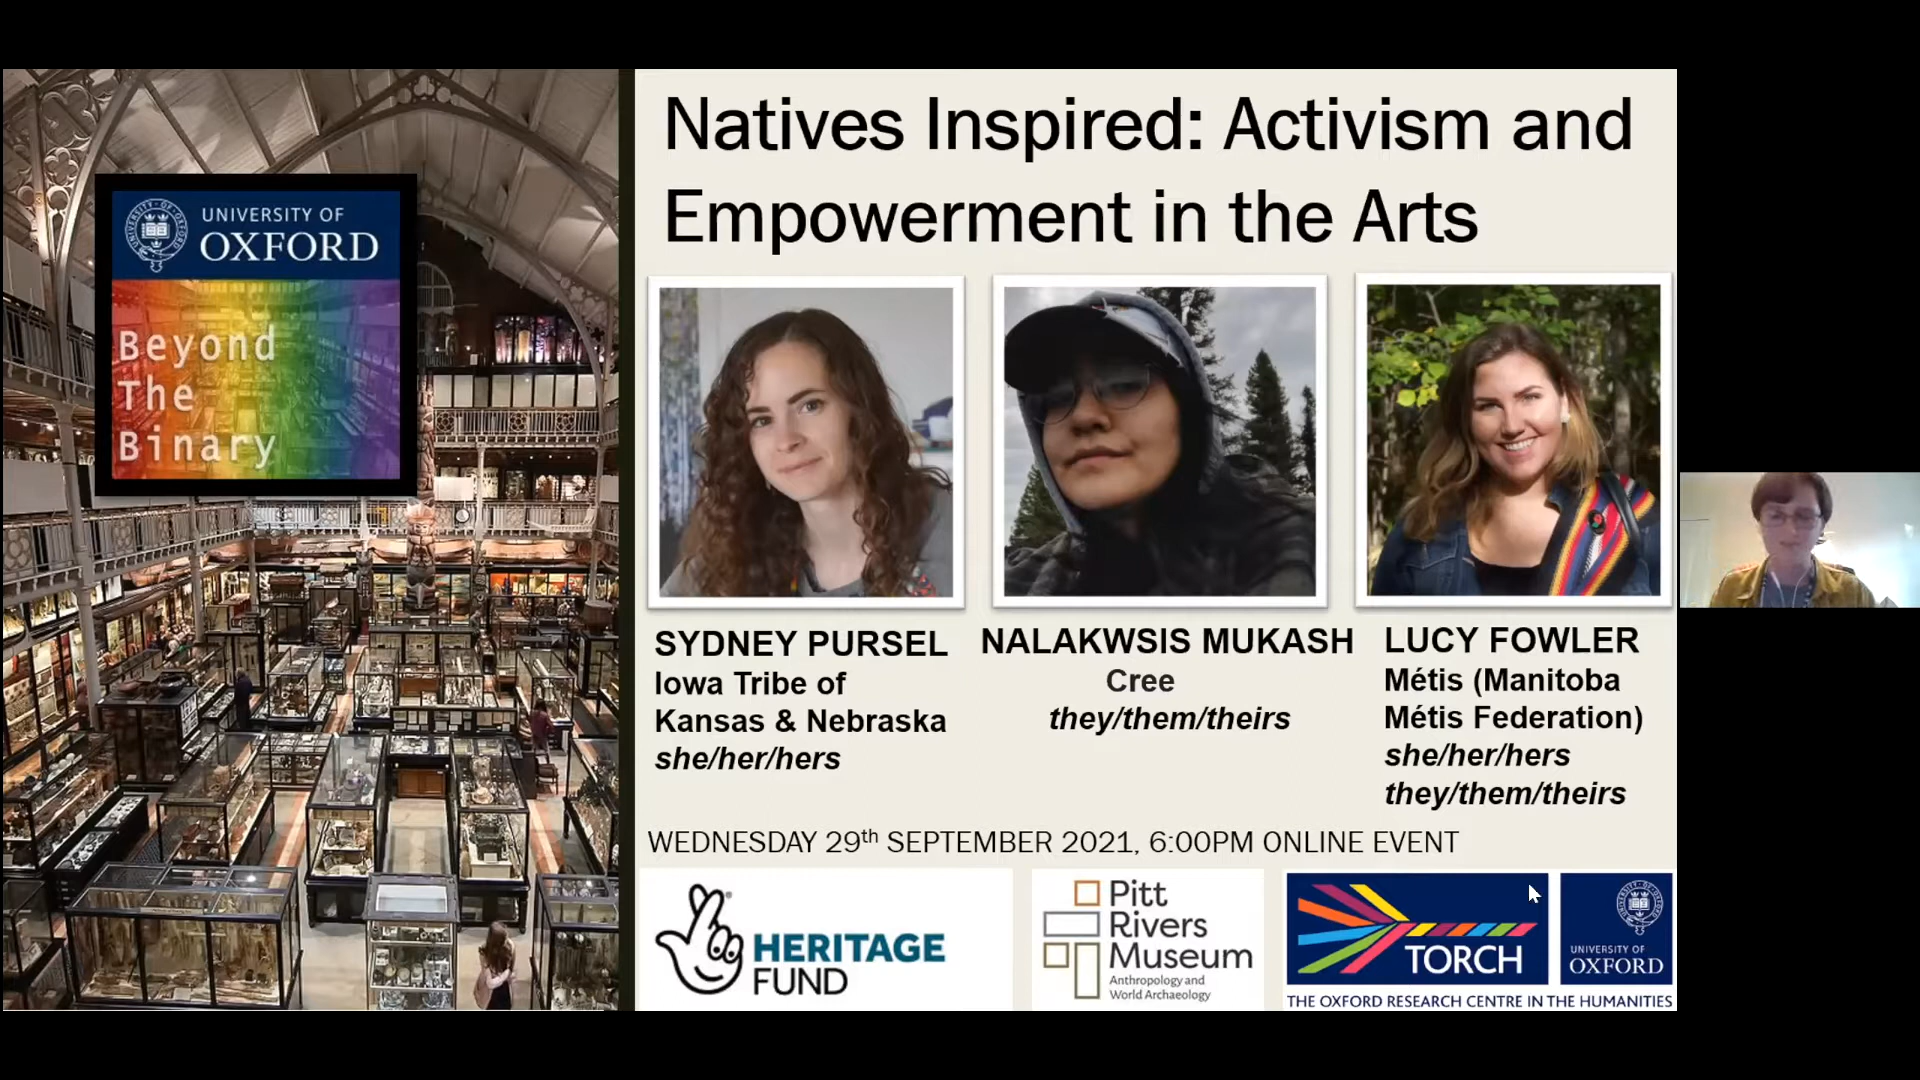 Natives Inspired: Activism and
Empowerment in the Arts
UNIVERSITY OF
OXFORD
Beyond
The
Binary
SYDNEY PURSEL
Iowa Tribe of
Kansas & Nebraska
she/her/hers
NALAKWSIS MUKASH
Cree
they/them/theirs
LUCY FOWLER
Métis (Manitoba
Métis Federation)
she/her/hers
they/them/theirs
WEDNESDAY 29th SEPTEMBER 2021, 6:00PM ONLINE EVENT
HERITAGE
FUND
Pitt
Rivers
Museum
Anthropology and
World Archaeology
TORCH
UNIVERSITY OF
OXFORD
THE OXFORD RESEARCH CENTRE IN THE HUMANITIES